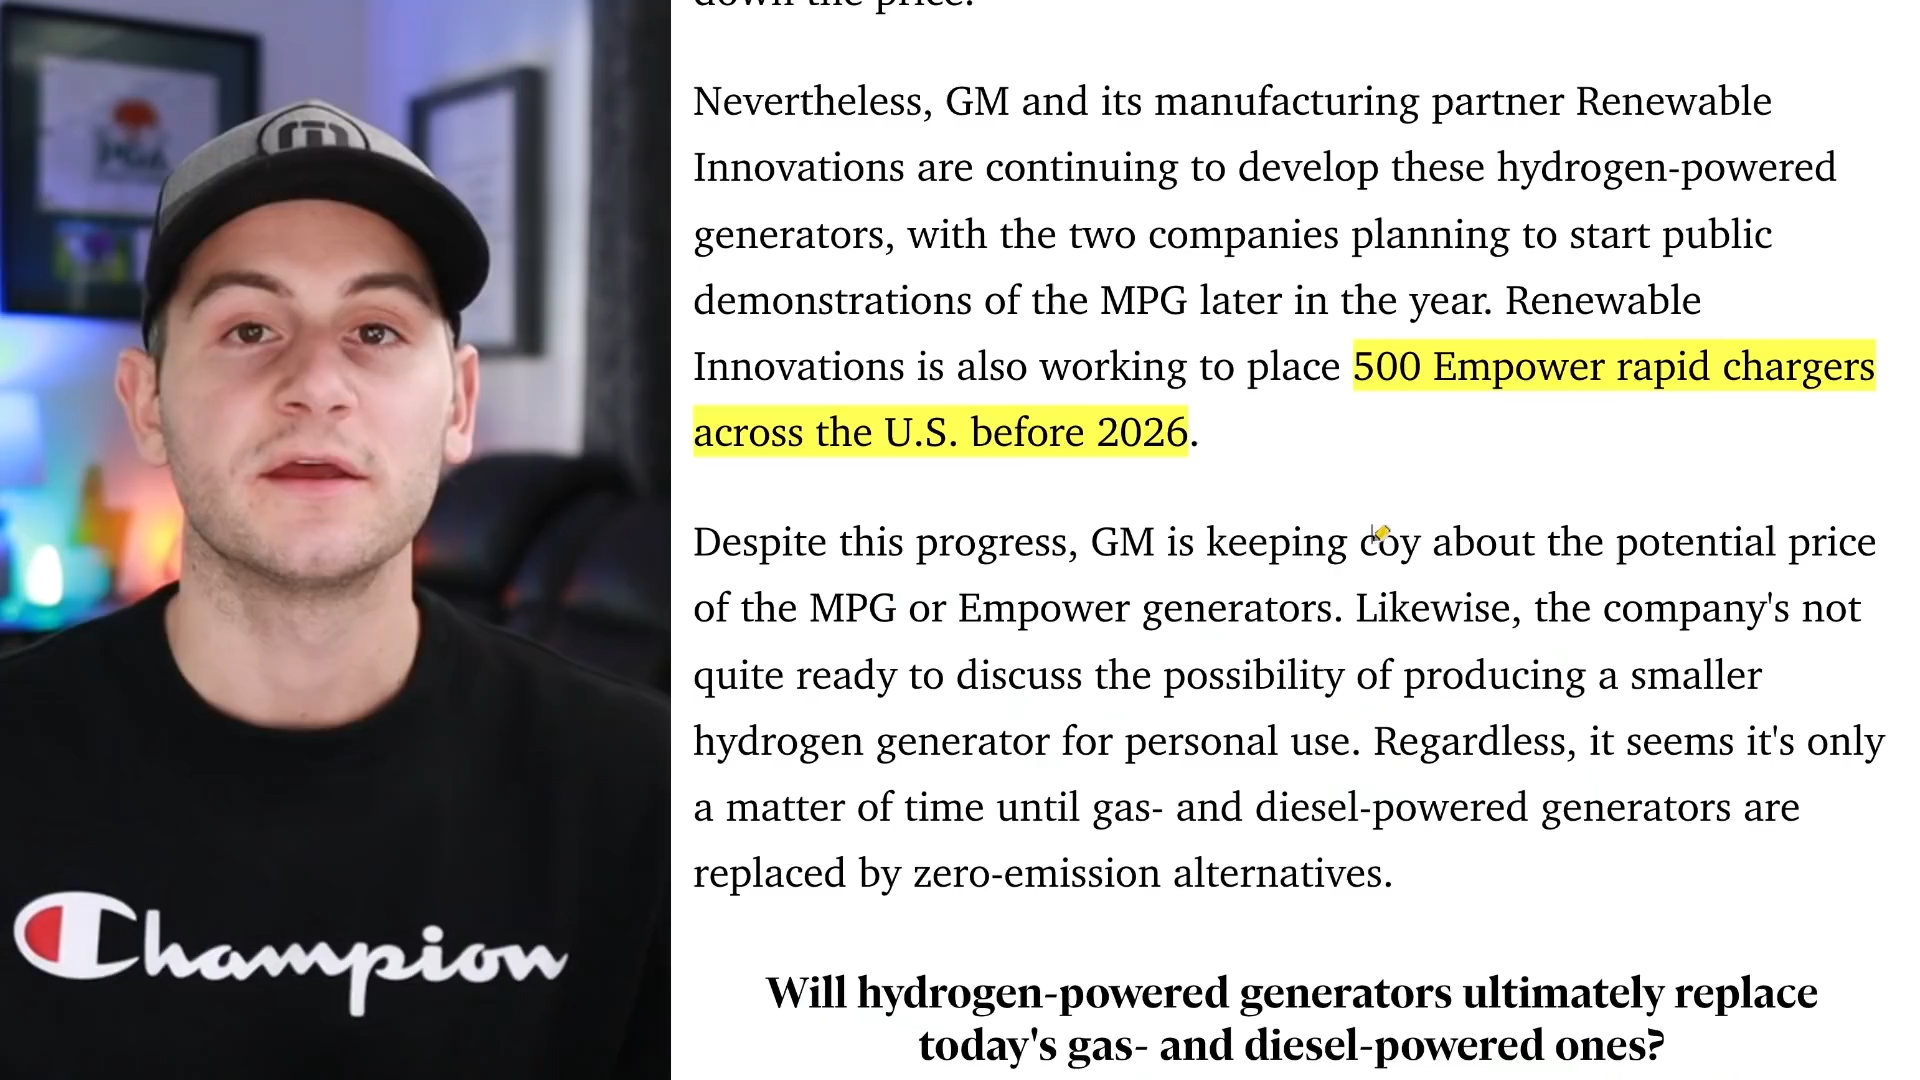 PGA
Champion
down the price.
Nevertheless, GM and its manufacturing partner Renewable
Innovations are continuing to develop these hydrogen-powered
generators, with the two companies planning to start public
demonstrations of the MPG later in the year. Renewable
Innovations is also working to place 500 Empower rapid chargers
across the U.S. before 2026.
Despite this progress, GM is keeping coy about the potential price
of the MPG or Empower generators. Likewise, the company's not
quite ready to discuss the possibility of producing a smaller
hydrogen generator for personal use. Regardless, it seems it's only
a matter of time until gas- and diesel-powered generators are
replaced by zero-emission alternatives.
Will hydrogen-powered generators ultimately replace
today's gas- and diesel-powered ones?